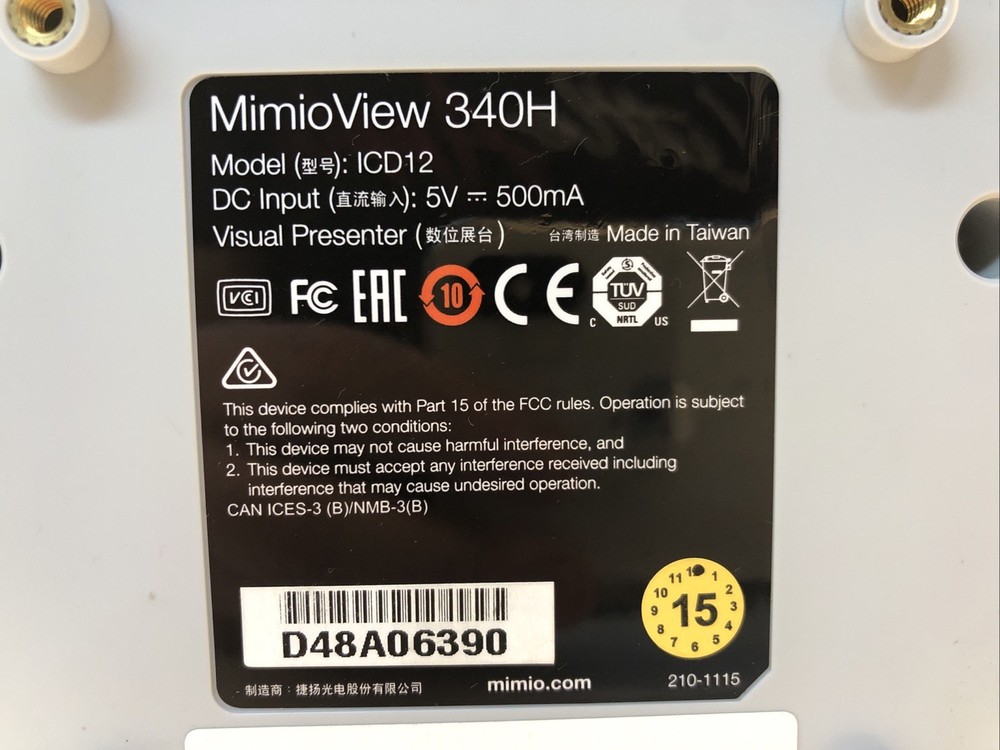 MimioView 340H
Model (型号): ICD12
DC Input (直流输入): 5V ⎓ 500mA
Visual Presenter (数位展台) 台湾制造 Made in Taiwan
VCI FC EAC 10 CE TÜV SUD NRTL C US
This device complies with Part 15 of the FCC rules. Operation is subject
to the following two conditions:
1. This device may not cause harmful interference, and
2. This device must accept any interference received including
interference that may cause undesired operation.
CAN ICES-3 (B)/NMB-3(B)
11 1 10 2 9 15 3 8 4 7 6 5
D48A06390
制造商：捷扬光电股份有限公司 mimio.com 210-1115